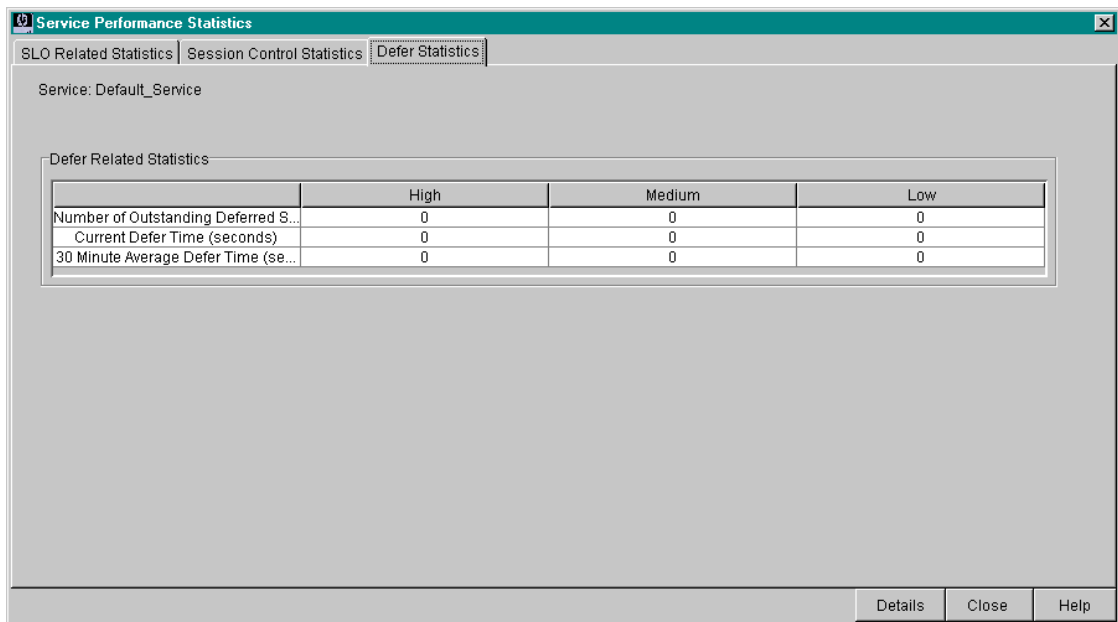 Service Performance Statistics
SLO Related Statistics Session Control Statistics Defer Statistics
Service: Default_Service
Defer Related Statistics
High Medium Low
Number of Outstanding Deferred S... 0 0 0
Current Defer Time (seconds) 0 0 0
30 Minute Average Defer Time (se... 0 0 0
Details Close Help